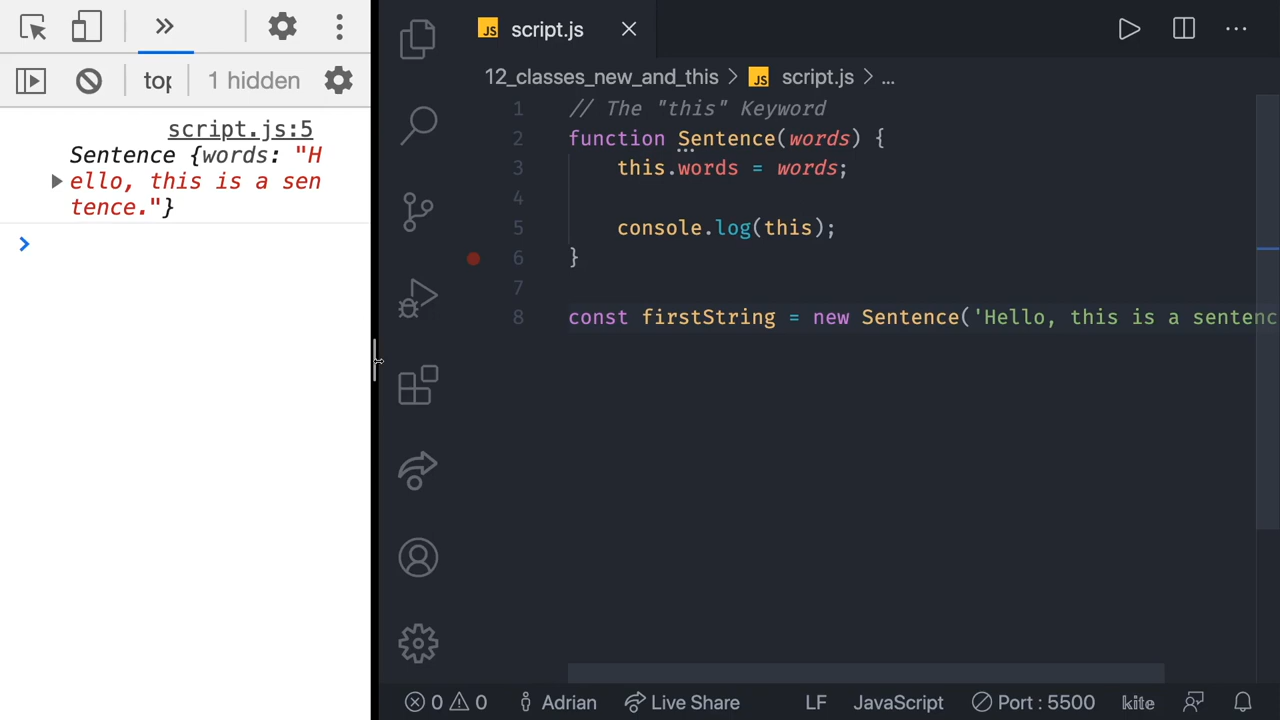 top
1 hidden
script.js:5
Sentence {words: "H
ello, this is a sen
tence."}
JS script.js
12_classes_new_and_this > JS script.js > ...
1 // The "this" Keyword
2 function Sentence(words) {
3 this.words = words;
4
5 console.log(this);
6 }
7
8 const firstString = new Sentence('Hello, this is a sentenc
0 0 Adrian Live Share LF JavaScript Port : 5500 kite